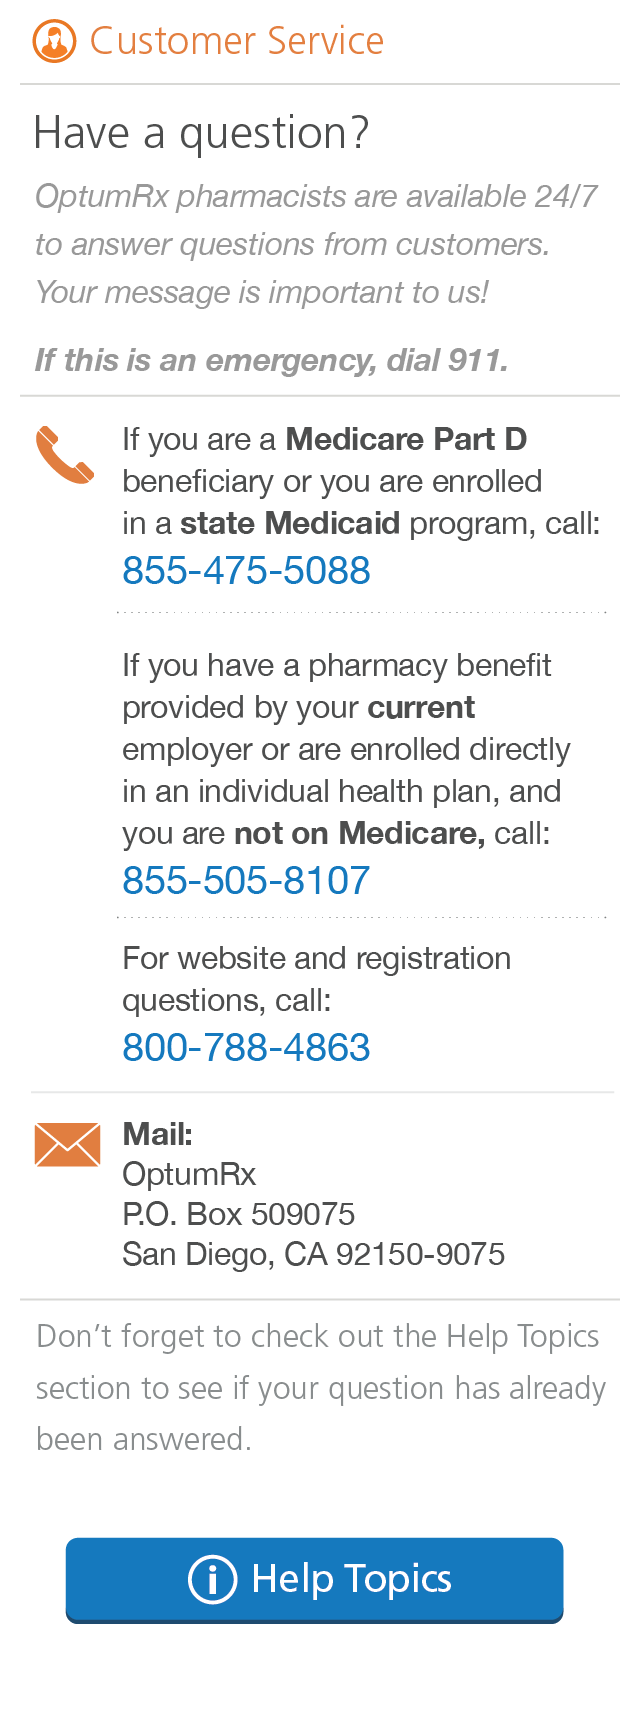 Customer Service
Have a question?
OptumRx pharmacists are available 24/7
to answer questions from customers.
Your message is important to us!
If this is an emergency, dial 911.
If you are a Medicare Part D
beneficiary or you are enrolled
in a state Medicaid program, call:
855-475-5088
If you have a pharmacy benefit
provided by your current
employer or are enrolled directly
in an individual health plan, and
you are not on Medicare, call:
855-505-8107
For website and registration
questions, call:
800-788-4863
Mail:
OptumRx
P.O. Box 509075
San Diego, CA 92150-9075
Don’t forget to check out the Help Topics
section to see if your question has already
been answered.
Help Topics